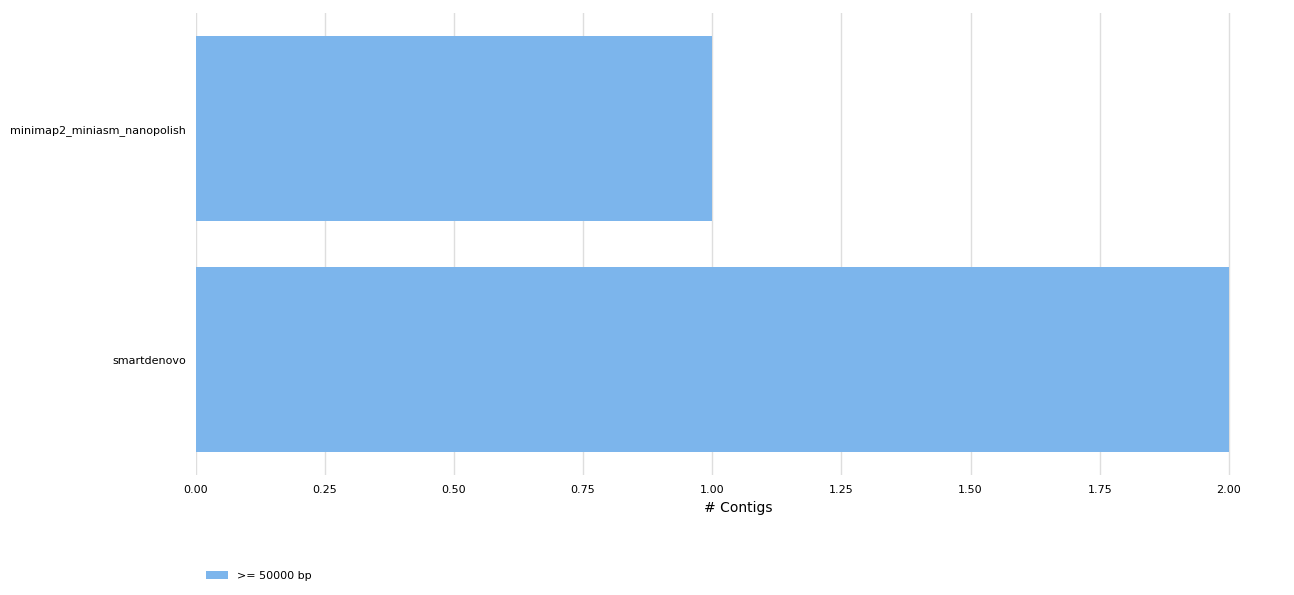 minimap2_miniasm_nanopolish
smartdenovo
0.00 0.25 0.50 0.75 1.00 1.25 1.50 1.75 2.00
# Contigs
>= 50000 bp